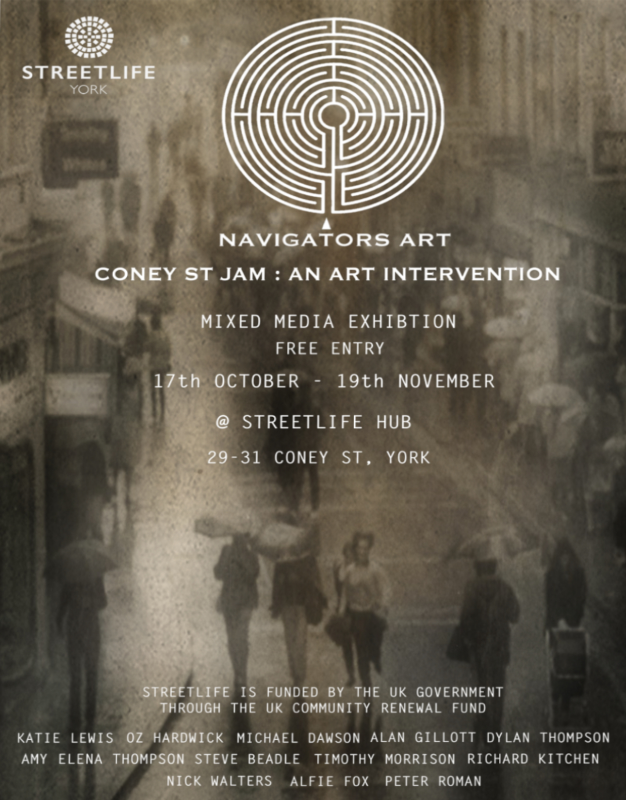 STREETLIFE
YORK
NAVIGATORS ART
CONEY ST JAM : AN ART INTERVENTION
MIXED MEDIA EXHIBTION
FREE ENTRY
17th OCTOBER - 19th NOVEMBER
@ STREETLIFE HUB
29-31 CONEY ST, YORK
STREETLIFE IS FUNDED BY THE UK GOVERNMENT
THROUGH THE UK COMMUNITY RENEWAL FUND
KATIE LEWIS OZ HARDWICK MICHAEL DAWSON ALAN GILLOTT DYLAN THOMPSON
AMY ELENA THOMPSON STEVE BEADLE TIMOTHY MORRISON RICHARD KITCHEN
NICK WALTERS ALFIE FOX PETER ROMAN